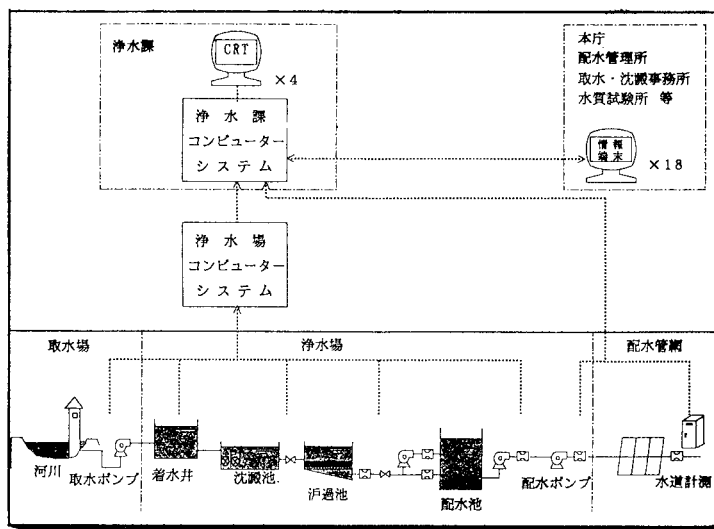 浄水課
CRT
×4
浄水課
コンピューター
システム
本庁
配水管理所
取水・沈澱事務所
水質試験所 等
情報
端末
×18
浄水場
コンピューター
システム
取水場
浄水場
配水管網
河川
取水ポンプ
着水井
沈澱池.
沪過池
配水池
配水ポンプ
水道計測